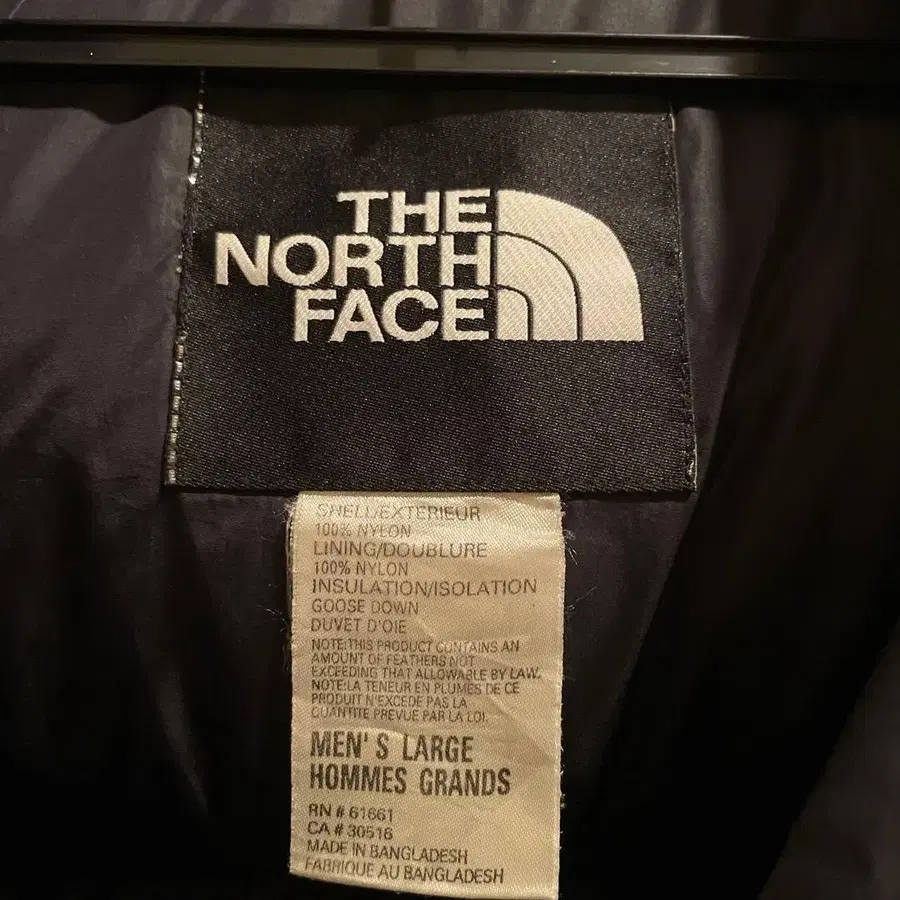 THE
NORTH
FACE
SHELL/EXTERIEUR
100% NYLON
LINING/DOUBLURE
100% NYLON
INSULATION/ISOLATION
GOOSE DOWN
DUVET D'OIE
NOTE:THIS PRODUCT CONTAINS AN
AMOUNT OF FEATHERS NOT
EXCEEDING THAT ALLOWABLE BY LAW.
NOTE:LA TENEUR EN PLUMES DE CE
PRODUIT N'EXCEDE PAS LA
QUANTITE PREVUE PAR LA LOI.
MEN'S LARGE
HOMMES GRANDS
RN # 61661
CA # 30516
MADE IN BANGLADESH
FABRIQUE AU BANGLADESH